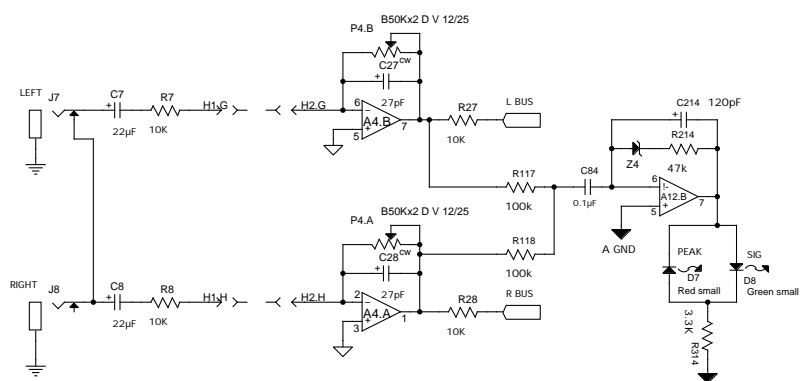 B50Kx2 D V 12/25
P4.B
C27 CW
27pF
LEFT
J7
C7
22µF
R7
10K
H1.G
H2.G
6
5
A4.B
7
R27
10K
L BUS
C214
120pF
R214
47k
Z4
R117
100k
C84
0.1µF
6
5
A12.B
7
A GND
B50Kx2 D V 12/25
P4.A
C28 CW
27pF
R118
100k
PEAK
D7
Red small
SIG
D8
Green small
RIGHT
J8
C8
22µF
R8
10K
H1.H
H2.H
2
3
A4.A
1
R28
10K
R BUS
3.3K
R314